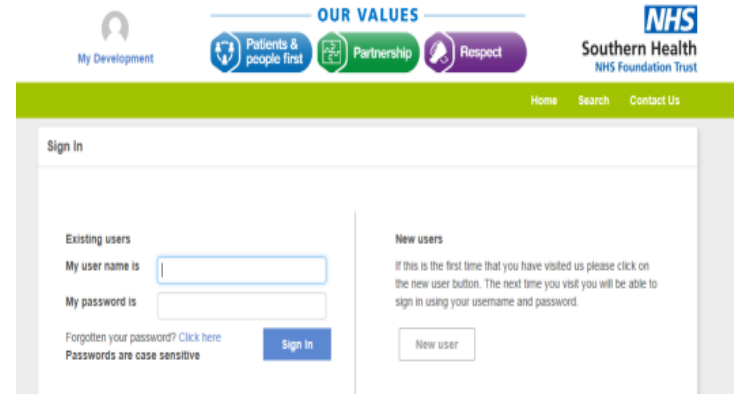 OUR VALUES
My Development
Patients & people first
Partnership
Respect
NHS
Southern Health
NHS Foundation Trust
Home Search Contact Us
Sign In
Existing users
My user name is
My password is
Forgotten your password? Click here
Passwords are case sensitive
Sign In
New users
If this is the first time that you have visited us please click on
the new user button. The next time you visit you will be able to
sign in using your username and password.
New user